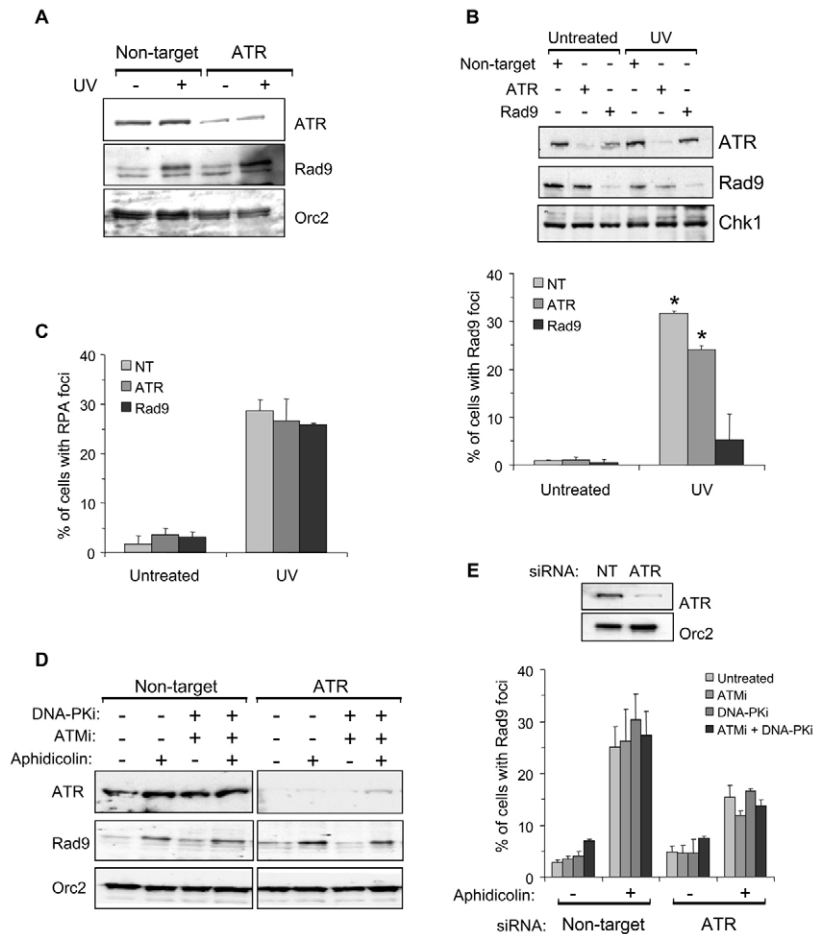 A
Non-target ATR
UV - + - +
ATR
Rad9
Orc2
B
Untreated UV
Non-target + - - + - -
ATR - + - - + -
Rad9 - - + - - +
ATR
Rad9
Chk1
% of cells with Rad9 foci
40
30
20
10
0
NT
ATR
Rad9
* *
Untreated UV
C
% of cells with RPA foci
40
30
20
10
0
NT
ATR
Rad9
Untreated UV
D
Non-target ATR
DNA-PKi - - + + - - + +
ATMi - - + + - - + +
Aphidicolin - + - + - + - +
ATR
Rad9
Orc2
E
siRNA: NT ATR
ATR
Orc2
% of cells with Rad9 foci
40
30
20
10
0
Untreated
ATMi
DNA-PKi
ATMi + DNA-PKi
Aphidicolin: - + - +
siRNA: Non-target ATR